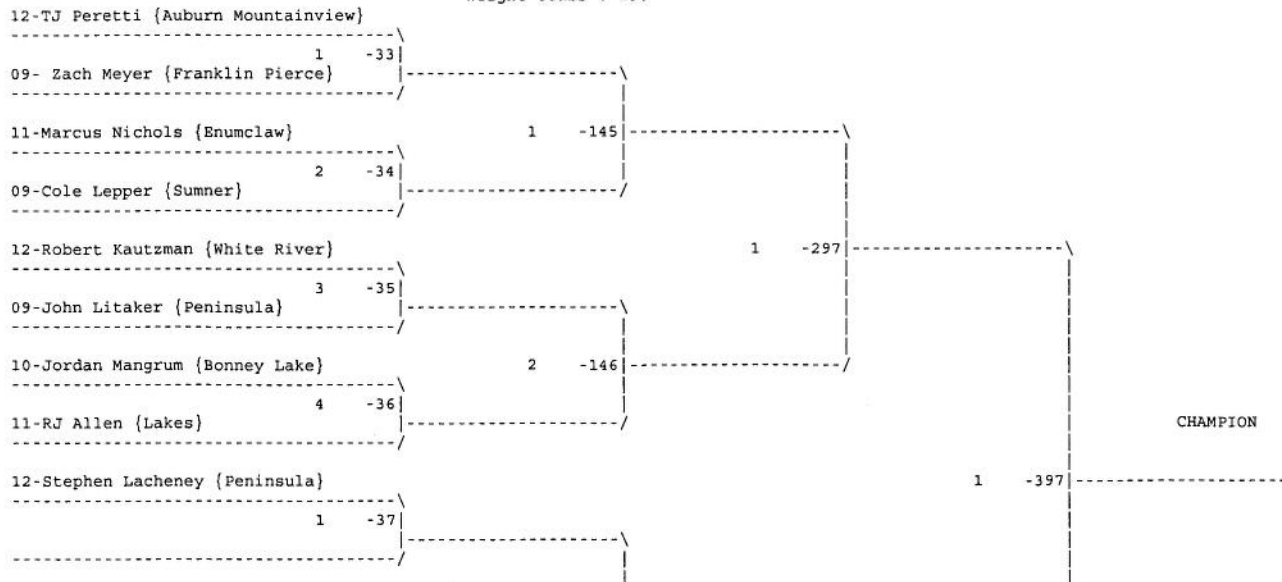 12-TJ Peretti {Auburn Mountainview}
1 -33
09- Zach Meyer {Franklin Pierce}
11-Marcus Nichols {Enumclaw}
1 -145
2 -34
09-Cole Lepper {Sumner}
12-Robert Kautzman {White River}
1 -297
3 -35
09-John Litaker {Peninsula}
10-Jordan Mangrum {Bonney Lake}
2 -146
4 -36
11-RJ Allen {Lakes}
CHAMPION
12-Stephen Lacheney {Peninsula}
1 -397
1 -37